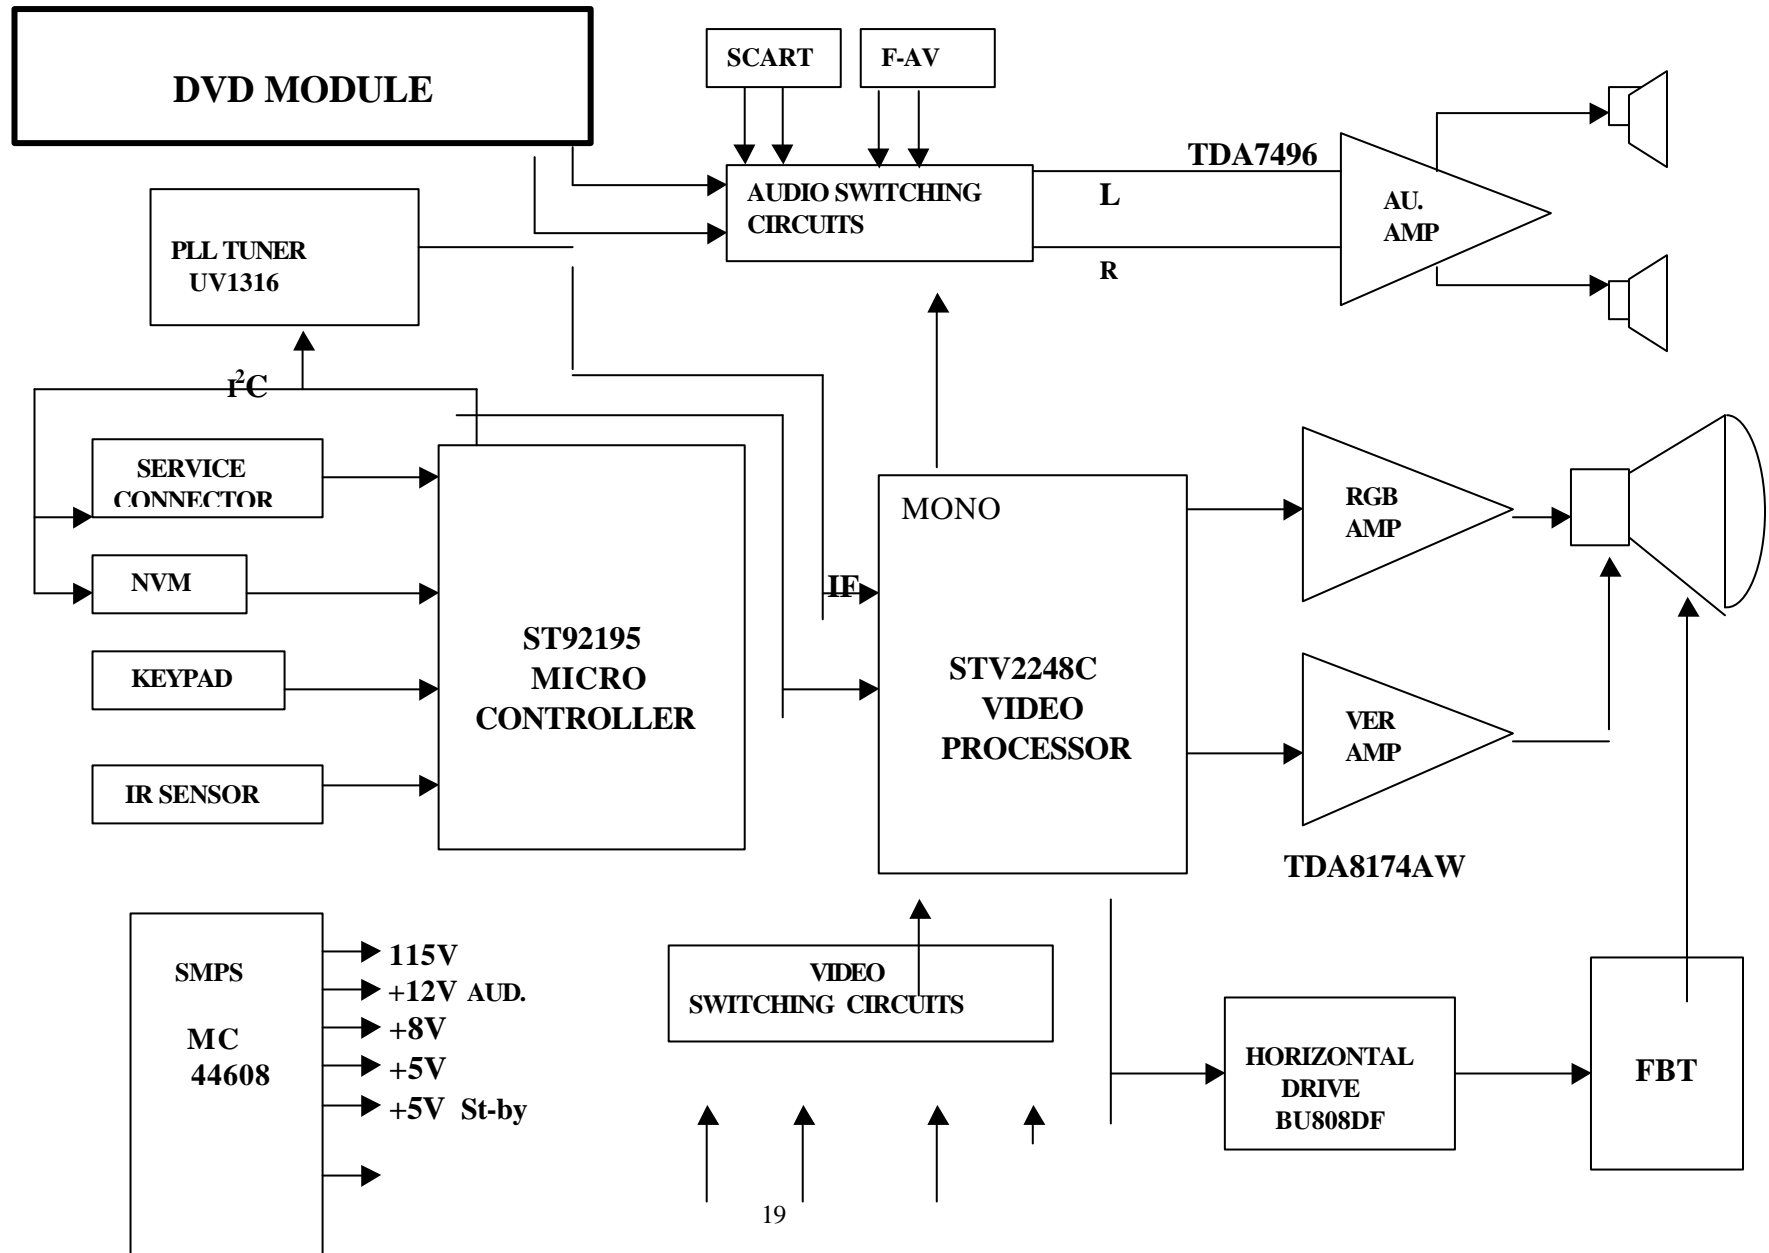 DVD MODULE
SCART
F-AV
TDA7496
AUDIO SWITCHING
CIRCUITS
L
R
AU.
AMP
PLL TUNER
UV1316
I²C
SERVICE
CONNECTOR
NVM
KEYPAD
IR SENSOR
ST92195
MICRO
CONTROLLER
IF
MONO
STV2248C
VIDEO
PROCESSOR
RGB
AMP
VER
AMP
TDA8174AW
SMPS
MC
44608
115V
+12V AUD.
+8V
+5V
+5V St-by
VIDEO
SWITCHING CIRCUITS
HORIZONTAL
DRIVE
BU808DF
FBT
19